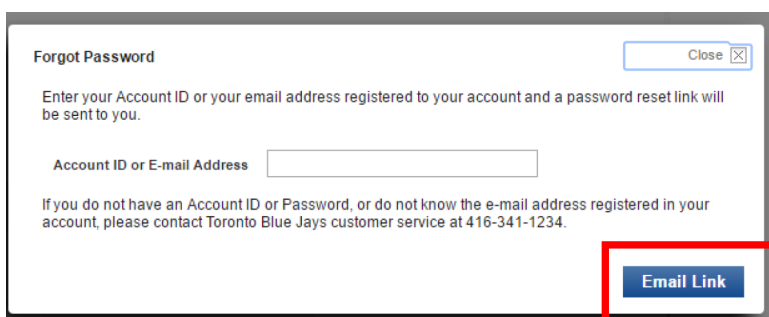 Forgot Password
Close
Enter your Account ID or your email address registered to your account and a password reset link will
be sent to you.
Account ID or E-mail Address
If you do not have an Account ID or Password, or do not know the e-mail address registered in your
account, please contact Toronto Blue Jays customer service at 416-341-1234.
Email Link